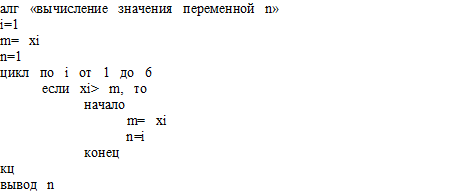 алг «вычисление значения переменной n»
i=1
m= xi
n=1
цикл по i от 1 до 6
если xi> m, то
начало
m= xi
n=i
конец
кц
вывод n